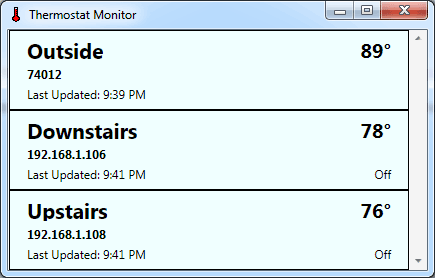 Thermostat Monitor
Outside 89°
74012
Last Updated: 9:39 PM
Downstairs 78°
192.168.1.106
Last Updated: 9:41 PM Off
Upstairs 76°
192.168.1.108
Last Updated: 9:41 PM Off